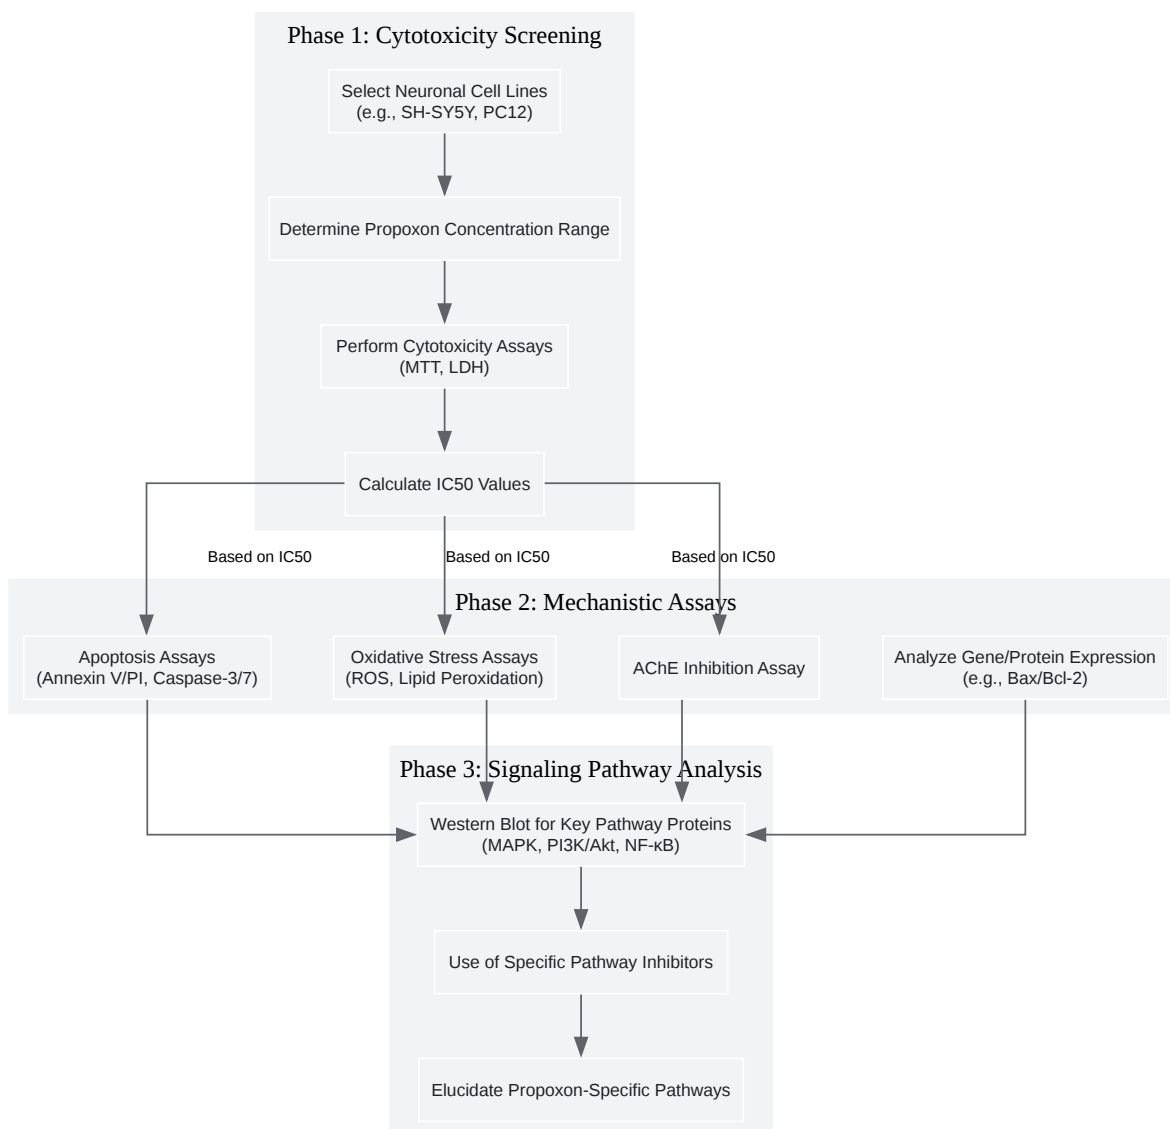 Phase 1: Cytotoxicity Screening
Select Neuronal Cell Lines
(e.g., SH-SY5Y, PC12)
Determine Propoxon Concentration Range
Perform Cytotoxicity Assays
(MTT, LDH)
Calculate IC50 Values
Based on IC50
Based on IC50
Based on IC50
Phase 2: Mechanistic Assays
Apoptosis Assays
(Annexin V/PI, Caspase-3/7)
Oxidative Stress Assays
(ROS, Lipid Peroxidation)
AChE Inhibition Assay
Analyze Gene/Protein Expression
(e.g., Bax/Bcl-2)
Phase 3: Signaling Pathway Analysis
Western Blot for Key Pathway Proteins
(MAPK, PI3K/Akt, NF-κB)
Use of Specific Pathway Inhibitors
Elucidate Propoxon-Specific Pathways